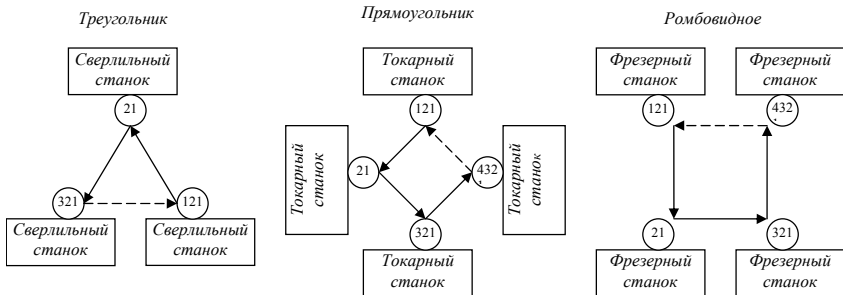 Треугольник
Сверлильный
станок
21
321
121
Сверлильный
станок
Сверлильный
станок
Прямоугольник
Токарный
станок
121
Токарный
станок
21
432
Токарный
станок
321
Токарный
станок
Ромбовидное
Фрезерный
станок
Фрезерный
станок
121
432
21
321
Фрезерный
станок
Фрезерный
станок